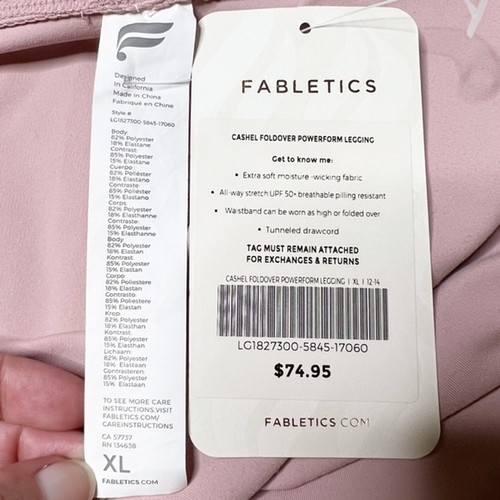 Designed
in California
Made in China
Fabriqué en China
Style #
LG1827300-5845-17060
Body
82% Polyester
18% Elastane
Contrast:
85% Polyester
15% Elastane
Cuerpo
82% Poliéster
18% Elastano
Contraste:
85% Poliéster
15% Elastano
Corps
82% Polyester
18% Elasthanne
Contraste:
85% Polyester
15% Elasthanne
Body
82% Polyester
18% Elastan
Kontrast:
85% Polyester
15% Elastan
Corpo
82% Poliestere
18% Elastan
Contrasto:
85% Poliestere
15% Elastan
Krop
82% Polyester
18% Elasthan
Kontrast:
85% Polyester
15% Elasthan
Lichaam
82% Polyester
18% Elastaan
Contrasteren:
85% Polyester
15% Elastaan
TO SEE MORE CARE
INSTRUCTIONS,VISIT
FABLETICS.COM/
CAREINSTRUCTIONS
CA 57737
RN 134638
XL
FABLETICS.COM
FABLETICS
CASHEL FOLDOVER POWERFORM LEGGING
Get to know me:
• Extra soft moisture -wicking fabric
• All-way stretch UPF 50+ breathable pilling resistant
• Waistband can be worn as high or folded over
• Tunneled drawcord
TAG MUST REMAIN ATTACHED
FOR EXCHANGES & RETURNS
CASHEL FOLDOVER POWERFORM LEGGING | XL | 12-14
LG1827300-5845-17060
$74.95
FABLETICS.COM